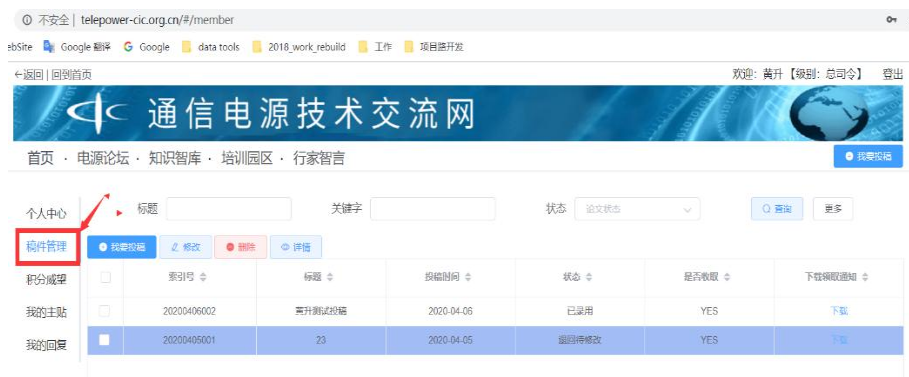 不安全 | telepower-cic.org.cn/#/member
ebSite Google 翻译 Google data tools 2018_work_rebuild 工作 项目路开发
←返回 | 回到首页 欢迎: 黄升【级别: 总司令】 登出
通信电源技术交流网
首页 · 电源论坛 · 知识智库 · 培训园区 · 行家智言 我要投稿
个人中心 标题 关键字 状态 论文状态 查询 更多
稿件管理 我要投稿 修改 删除 详情
积分威望 索引号 标题 投稿时间 状态 是否收取 下载领取通知
我的主贴 20200406002 黄升测试投稿 2020-04-06 已录用 YES 下载
我的回复 20200405001 23 2020-04-05 退回待修改 YES 下载